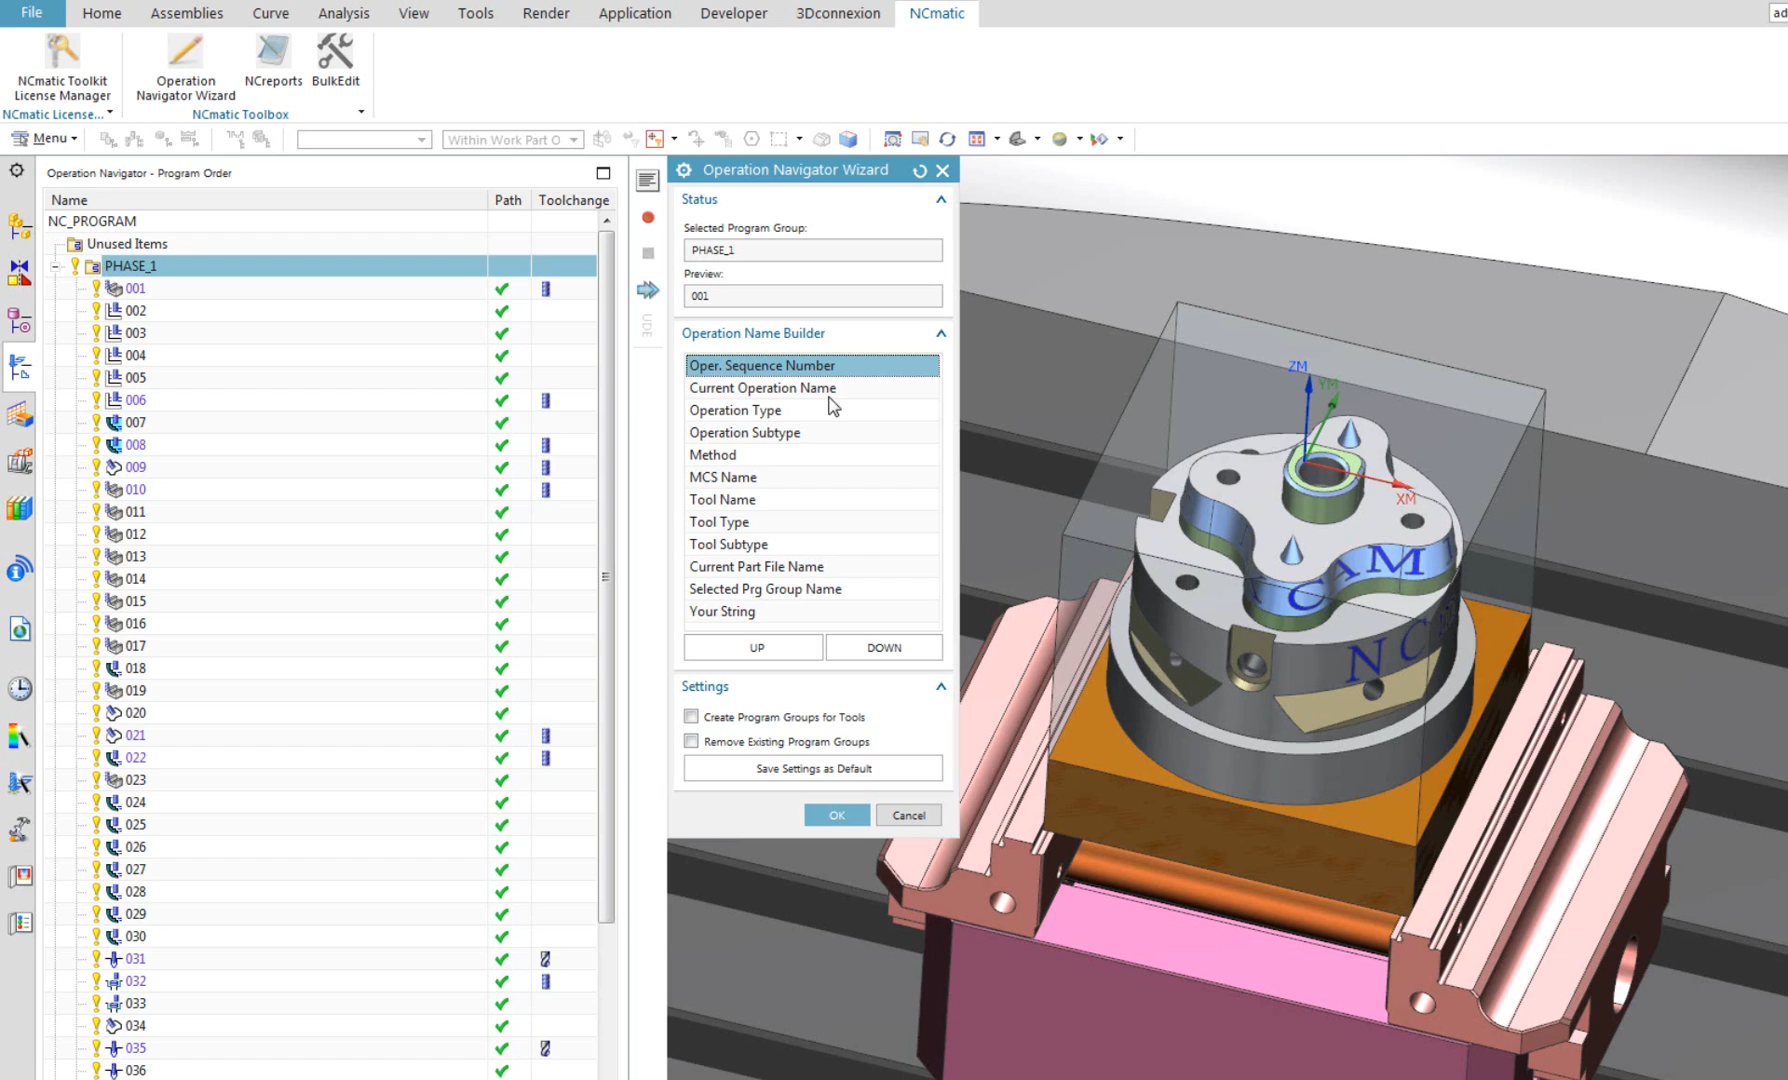 File Home Assemblies Curve Analysis View Tools Render Application Developer 3Dconnexion NCmatic ad
NCmatic Toolkit
License Manager
Operation
Navigator Wizard
NCreports
BulkEdit
NCmatic License...
NCmatic Toolbox
Menu
Within Work Part O
Operation Navigator - Program Order
Name Path Toolchange
NC_PROGRAM
Unused Items
PHASE_1
001
002
003
004
005
006
007
008
009
010
011
012
013
014
015
016
017
018
019
020
021
022
023
024
025
026
027
028
029
030
031
032
033
034
035
036
UDE
Operation Navigator Wizard
Status
Selected Program Group:
PHASE_1
Preview:
001
Operation Name Builder
Oper. Sequence Number
Current Operation Name
Operation Type
Operation Subtype
Method
MCS Name
Tool Name
Tool Type
Tool Subtype
Current Part File Name
Selected Prg Group Name
Your String
UP DOWN
Settings
Create Program Groups for Tools
Remove Existing Program Groups
Save Settings as Default
OK Cancel
ZM
YM
XM
CAM
NC